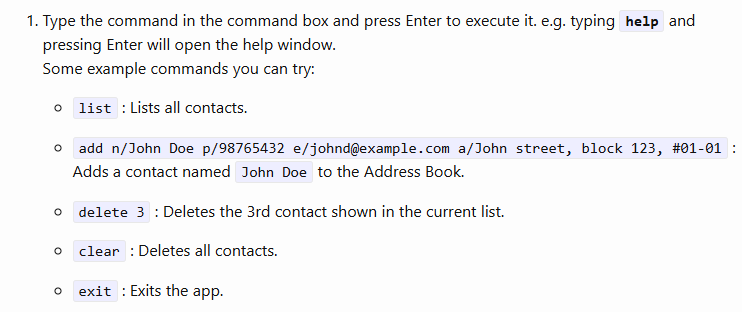 1. Type the command in the command box and press Enter to execute it. e.g. typing help and
pressing Enter will open the help window.
Some example commands you can try:
list : Lists all contacts.
add n/John Doe p/98765432 e/johnd@example.com a/John street, block 123, #01-01 :
Adds a contact named John Doe to the Address Book.
delete 3 : Deletes the 3rd contact shown in the current list.
clear : Deletes all contacts.
exit : Exits the app.